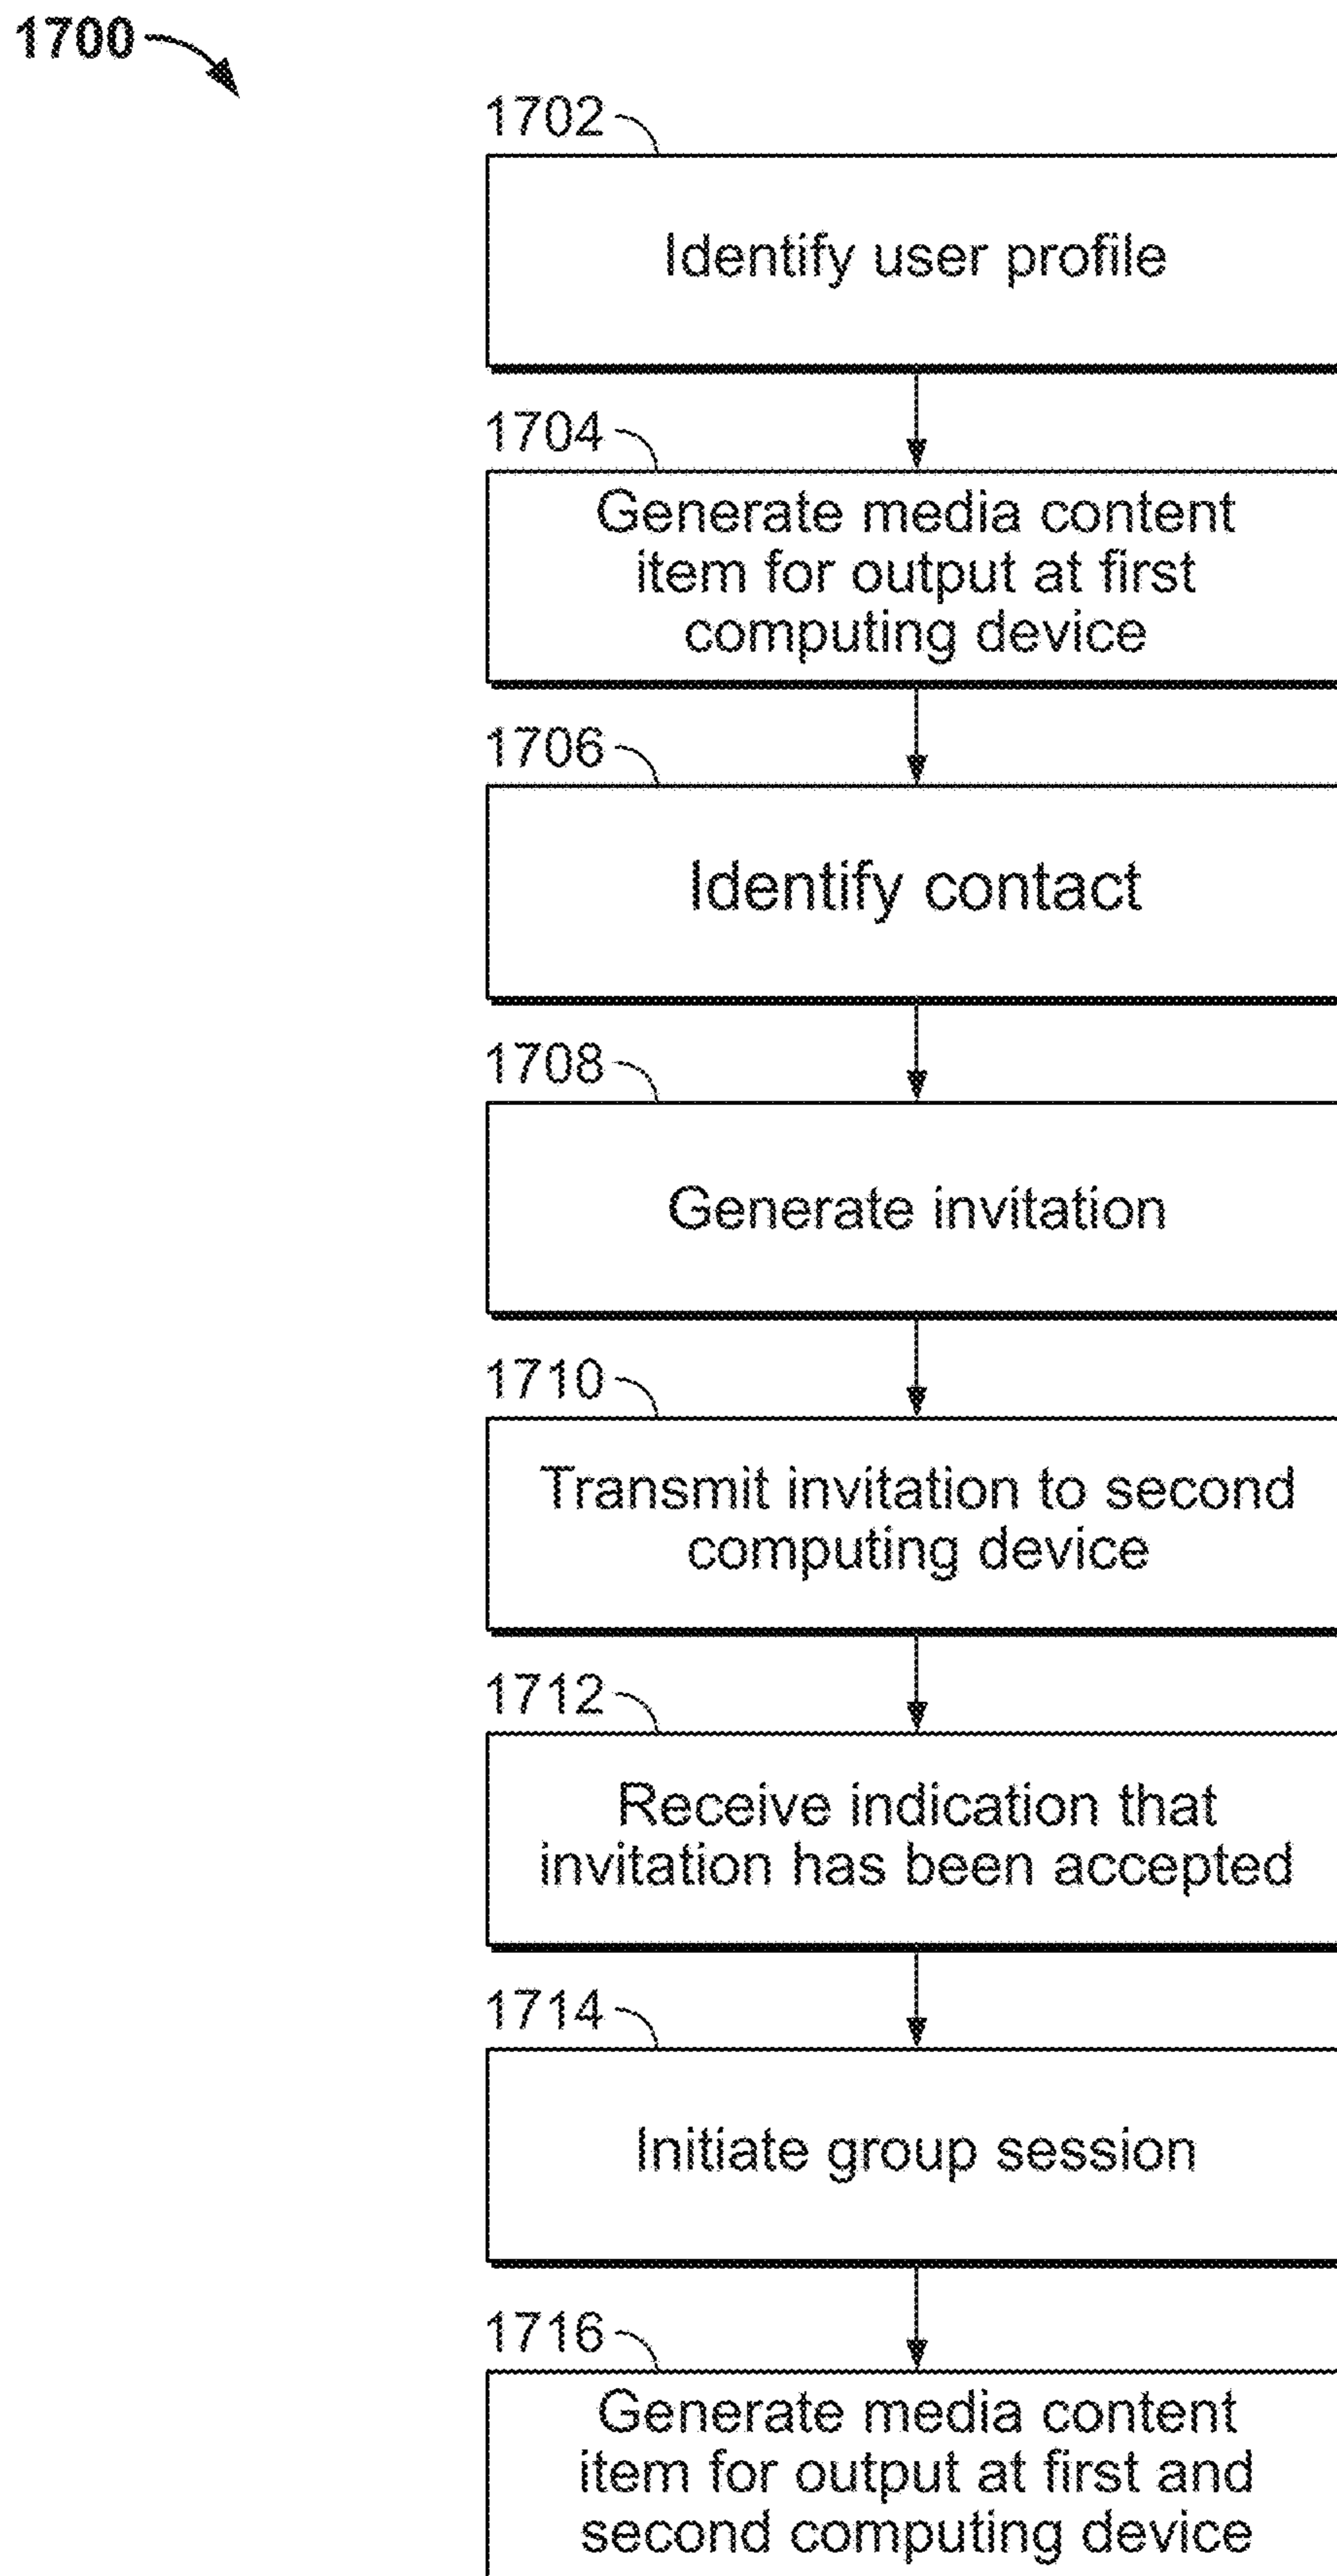 1700
1702
Identify user profile
1704
Generate media content
item for output at first
computing device
1706
Identify contact
1708
Generate invitation
1710
Transmit invitation to second
computing device
1712
Receive indication that
invitation has been accepted
1714
Initiate group session
1716
Generate media content
item for output at first and
second computing device